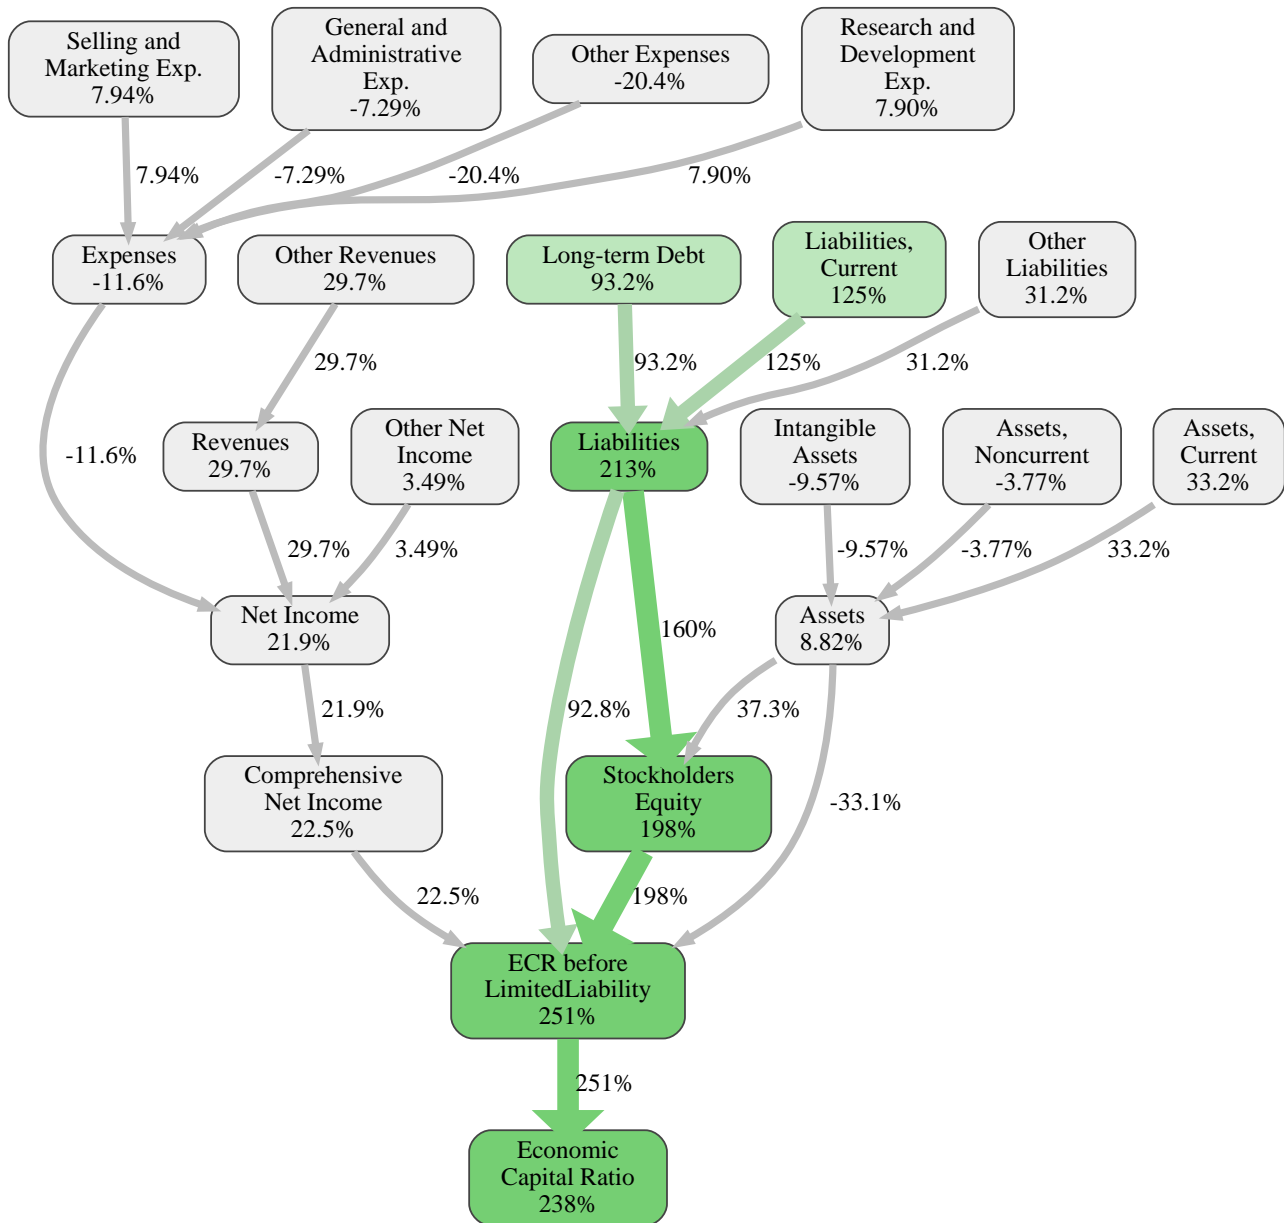 Selling and
Marketing Exp.
7.94%
General and
Administrative
Exp.
-7.29%
Other Expenses
-20.4%
Research and
Development
Exp.
7.90%
7.94%
-7.29%
-20.4%
7.90%
Expenses
-11.6%
Other Revenues
29.7%
Long-term Debt
93.2%
Liabilities,
Current
125%
Other
Liabilities
31.2%
29.7%
93.2%
125%
31.2%
-11.6%
Revenues
29.7%
Other Net
Income
3.49%
Liabilities
213%
Intangible
Assets
-9.57%
Assets,
Noncurrent
-3.77%
Assets,
Current
33.2%
29.7%
3.49%
-9.57%
-3.77%
33.2%
Net Income
21.9%
160%
Assets
8.82%
21.9%
92.8%
37.3%
Comprehensive
Net Income
22.5%
Stockholders
Equity
198%
-33.1%
22.5%
198%
ECR before
LimitedLiability
251%
251%
Economic
Capital Ratio
238%